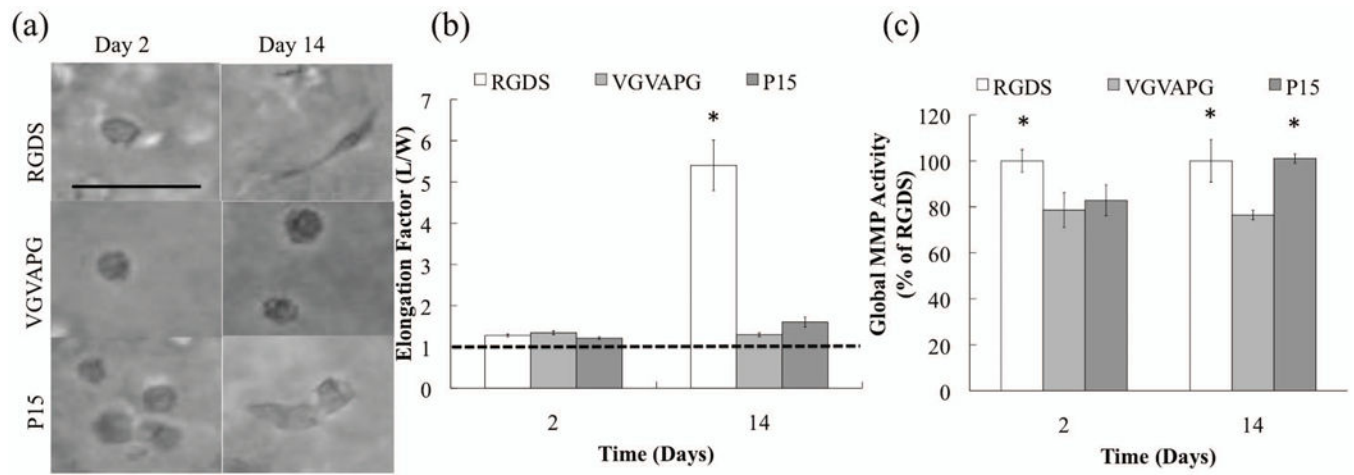 (a)
Day 2 Day 14
RGDS
VGVAPG
P15
(b)
RGDS VGVAPG P15
Elongation Factor (L/W)
7
6
5
4
3
2
1
0
*
2 14
Time (Days)
(c)
RGDS VGVAPG P15
Global MMP Activity
(% of RGDS)
120
100
80
60
40
20
0
* * *
2 14
Time (Days)